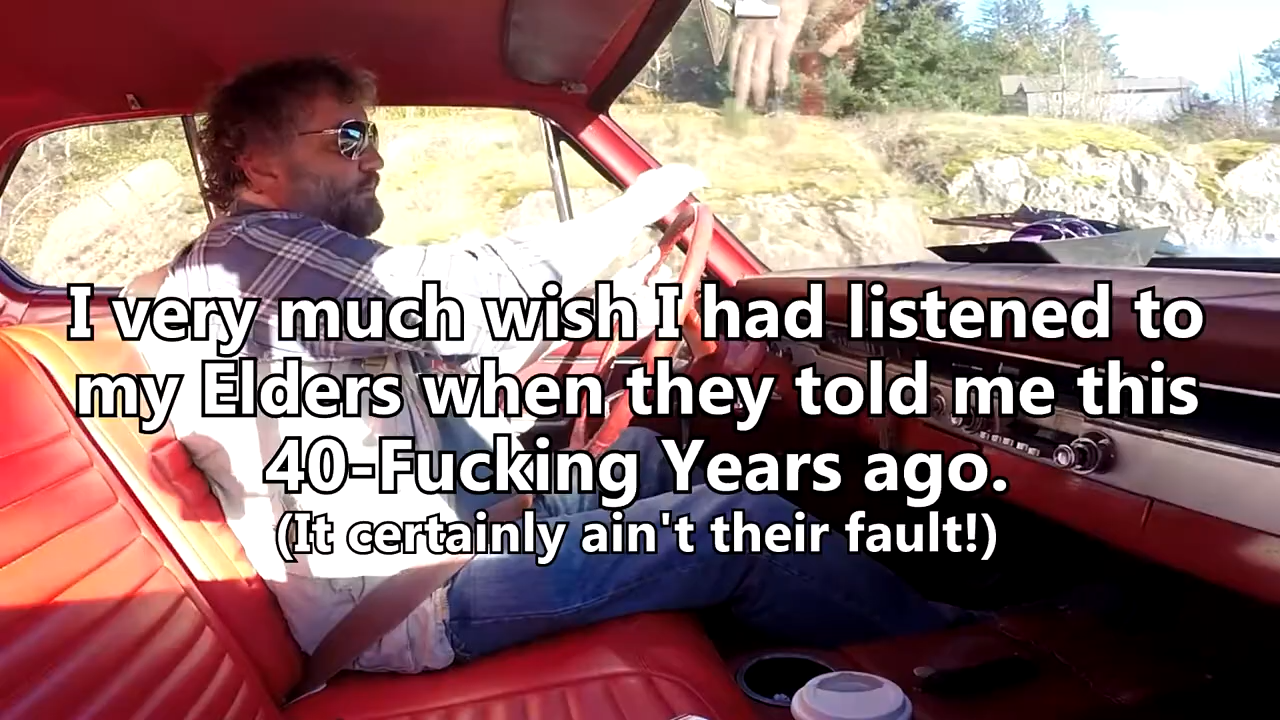 I very much wish I had listened to
my Elders when they told me this
40-Fucking Years ago.
(It certainly ain't their fault!)